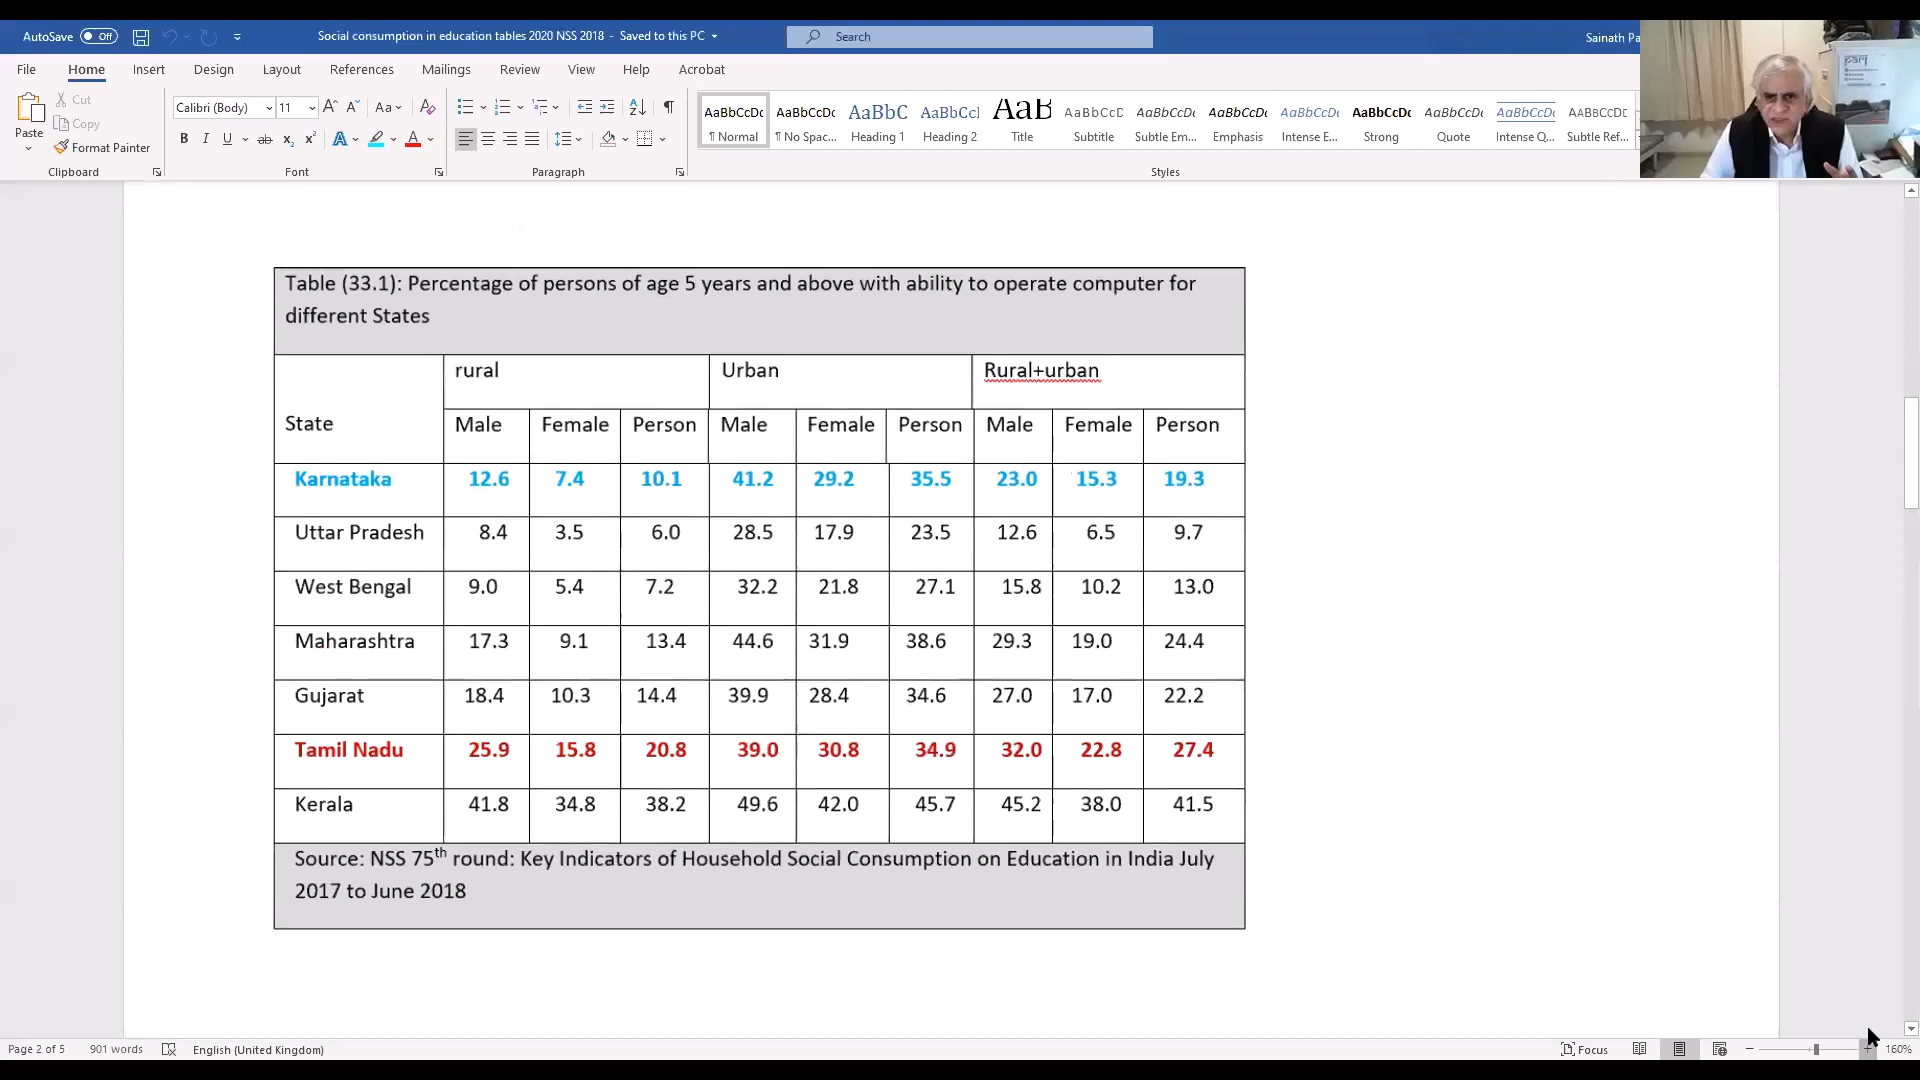 AutoSave Off
Social consumption in education tables 2020 NSS 2018 - Saved to this PC
Search
Sainath Pa
File Home Insert Design Layout References Mailings Review View Help Acrobat
Paste
Cut
Copy
Format Painter
Clipboard
Calibri (Body) 11
Font
Paragraph
AaBbCcDc AaBbCcDc AaBbC AaBbCcl AaB AaBbCcD AaBbCcDc AaBbCcDc AaBbCcDc AaBbCcDc AaBbCcDc AaBbCcDc AaBbCcDc
¶ Normal ¶ No Spac... Heading 1 Heading 2 Title Subtitle Subtle Em... Emphasis Intense E... Strong Quote Intense Q... Subtle Ref...
Styles
parj
Table (33.1): Percentage of persons of age 5 years and above with ability to operate computer for
different States
rural Urban Rural+urban
State Male Female Person Male Female Person Male Female Person
Karnataka 12.6 7.4 10.1 41.2 29.2 35.5 23.0 15.3 19.3
Uttar Pradesh 8.4 3.5 6.0 28.5 17.9 23.5 12.6 6.5 9.7
West Bengal 9.0 5.4 7.2 32.2 21.8 27.1 15.8 10.2 13.0
Maharashtra 17.3 9.1 13.4 44.6 31.9 38.6 29.3 19.0 24.4
Gujarat 18.4 10.3 14.4 39.9 28.4 34.6 27.0 17.0 22.2
Tamil Nadu 25.9 15.8 20.8 39.0 30.8 34.9 32.0 22.8 27.4
Kerala 41.8 34.8 38.2 49.6 42.0 45.7 45.2 38.0 41.5
Source: NSS 75th round: Key Indicators of Household Social Consumption on Education in India July
2017 to June 2018
Page 2 of 5 901 words English (United Kingdom) Focus 160%